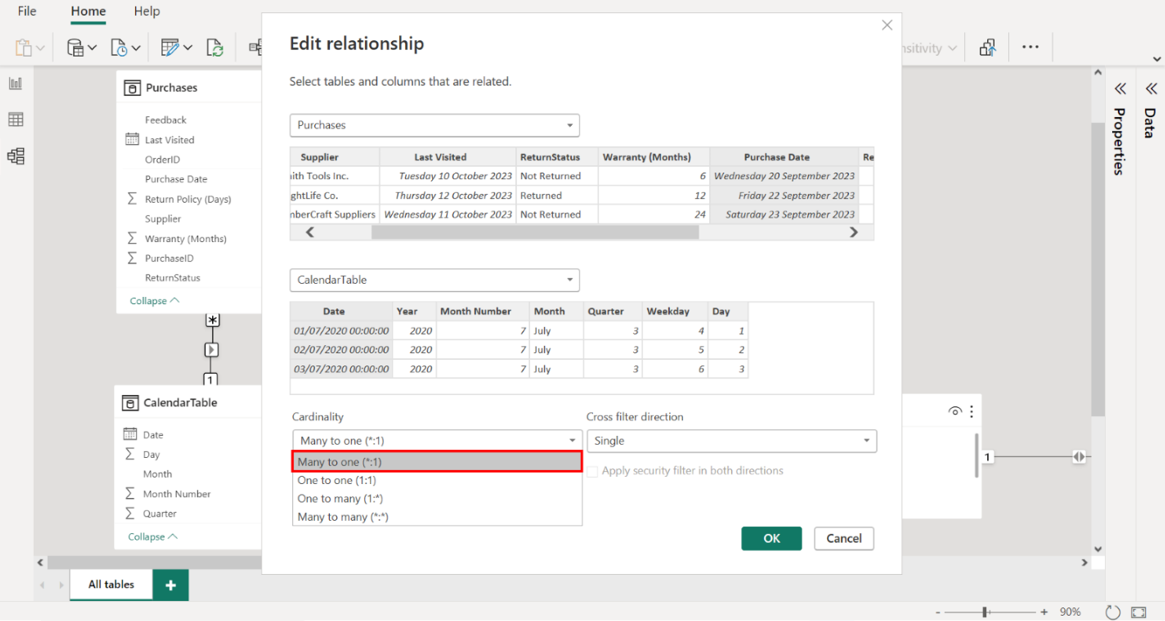 File Home Help
nsitivity
Edit relationship
Select tables and columns that are related.
Purchases
Supplier Last Visited ReturnStatus Warranty (Months) Purchase Date Re
ith Tools Inc. Tuesday 10 October 2023 Not Returned 6 Wednesday 20 September 2023
ghtLife Co. Thursday 12 October 2023 Returned 12 Friday 22 September 2023
nberCraft Suppliers Wednesday 11 October 2023 Not Returned 24 Saturday 23 September 2023
CalendarTable
Date Year Month Number Month Quarter Weekday Day
01/07/2020 00:00:00 2020 7 July 3 4 1
02/07/2020 00:00:00 2020 7 July 3 5 2
03/07/2020 00:00:00 2020 7 July 3 6 3
Cardinality Cross filter direction
Many to one (*:1) Single
Many to one (*:1)
One to one (1:1)
One to many (1:*)
Many to many (*:*)
Apply security filter in both directions
OK Cancel
Purchases
Feedback
Last Visited
OrderID
Purchase Date
Σ Return Policy (Days)
Supplier
Σ Warranty (Months)
Σ PurchaseID
ReturnStatus
Collapse
*
1
CalendarTable
Date
Σ Day
Month
Σ Month Number
Σ Quarter
Collapse
1
Properties
Data
All tables +
- + 90%